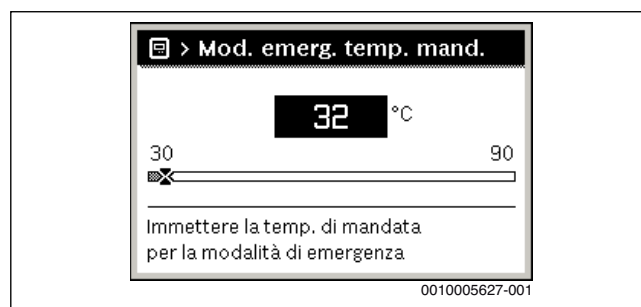 > Mod. emerg. temp. mand.
32 °C
30 90
Immettere la temp. di mandata
per la modalità di emergenza
0010005627-001